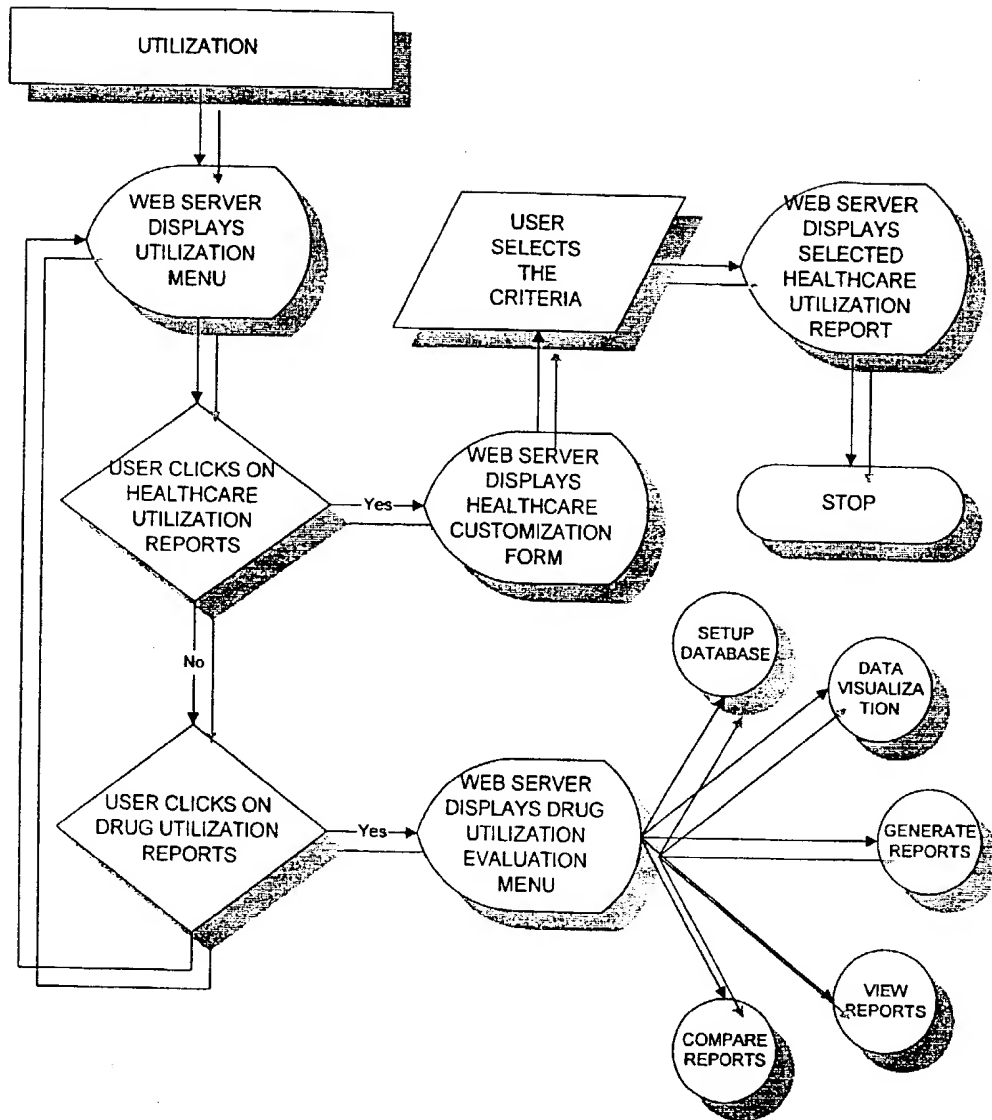 UTILIZATION
WEB SERVER
DISPLAYS
UTILIZATION
MENU
USER
SELECTS
THE
CRITERIA
WEB SERVER
DISPLAYS
SELECTED
HEALTHCARE
UTILIZATION
REPORT
USER CLICKS ON
HEALTHCARE
UTILIZATION
REPORTS
Yes
WEB SERVER
DISPLAYS
HEALTHCARE
CUSTOMIZATION
FORM
STOP
No
SETUP
DATABASE
DATA
VISUALIZA
TION
USER CLICKS ON
DRUG UTILIZATION
REPORTS
Yes
WEB SERVER
DISPLAYS DRUG
UTILIZATION
EVALUATION
MENU
GENERATE
REPORTS
VIEW
REPORTS
COMPARE
REPORTS